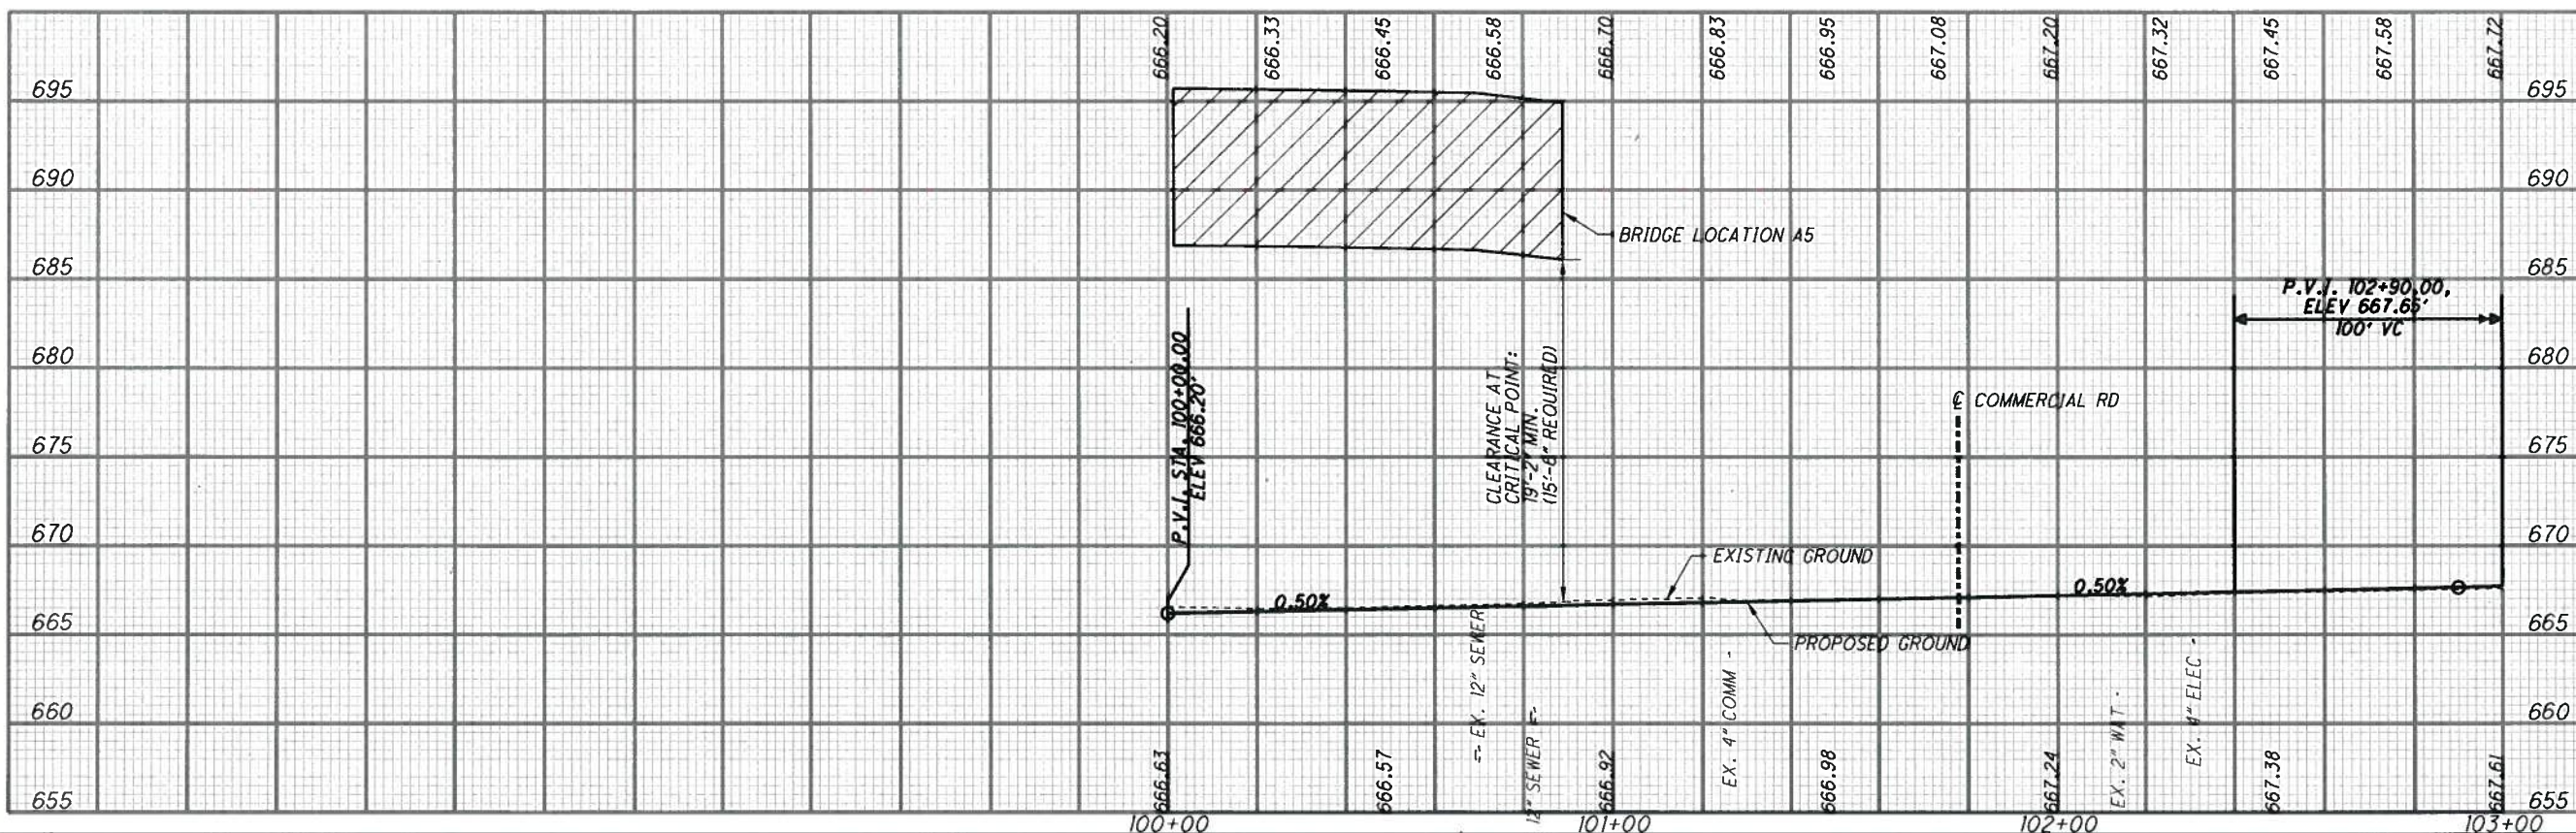 666.20
666.33
666.45
666.58
666.70
666.83
666.95
667.08
667.20
667.32
667.45
667.58
667.72
695
695
690
690
BRIDGE LOCATION A5
685
685
P.V.I. 102+90.00,
ELEV 667.65'
100' VC
680
680
P.V.I. STA. 100+00.00
ELEV 666.20'
CLEARANCE AT
CRITICAL POINT:
19'-2" MIN.
(15'-6" REQUIRED)
℄ COMMERCIAL RD
675
675
670
670
EXISTING GROUND
0.50%
0.50%
665
665
PROPOSED GROUND
EX. 12" SEWER
12" SEWER
EX. 4" COMM
EX. 2" WAT
EX. 4" ELEC
660
660
666.63
666.57
666.92
666.98
667.24
667.38
667.61
655
655
100+00
101+00
102+00
103+00